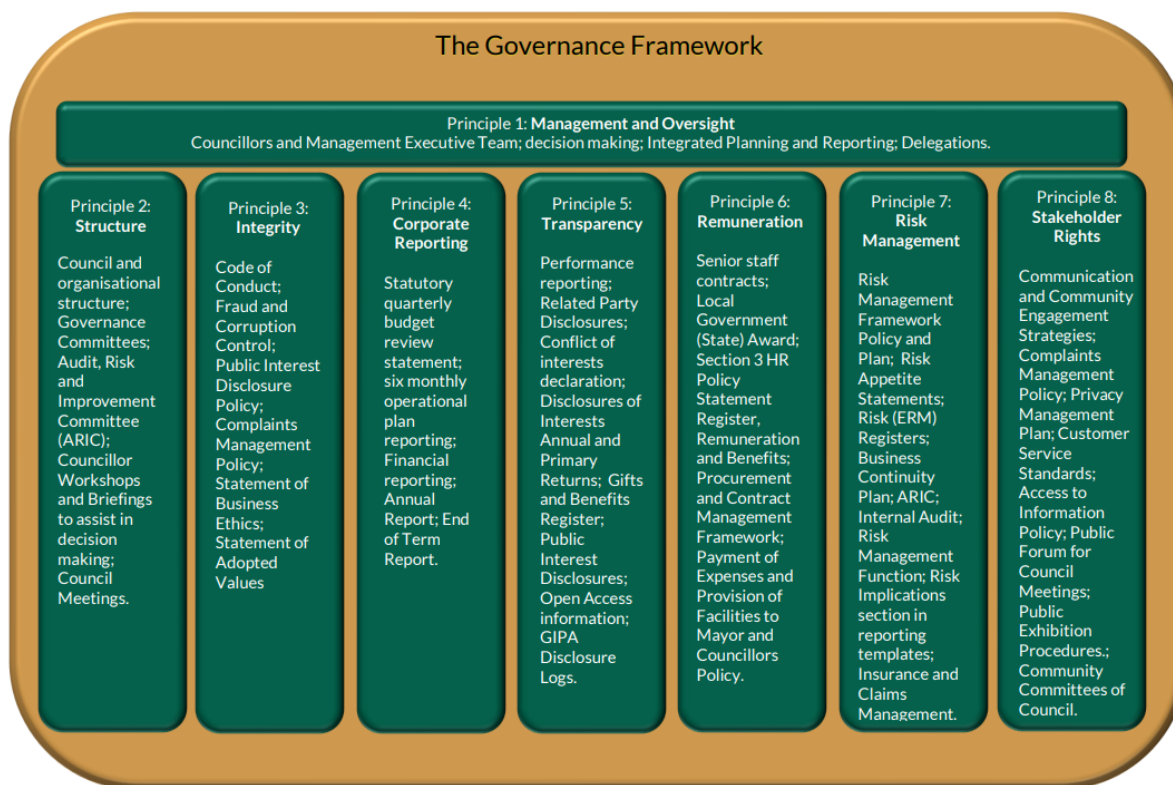 The Governance Framework
Principle 1: Management and Oversight
Councillors and Management Executive Team; decision making; Integrated Planning and Reporting; Delegations.
Principle 2:
Structure
Council and
organisational
structure;
Governance
Committees;
Audit, Risk
and
Improvement
Committee
(ARIC);
Councillor
Workshops
and Briefings
to assist in
decision
making;
Council
Meetings.
Principle 3:
Integrity
Code of
Conduct;
Fraud and
Corruption
Control;
Public Interest
Disclosure
Policy;
Complaints
Management
Policy;
Statement of
Business
Ethics;
Statement of
Adopted
Values
Principle 4:
Corporate
Reporting
Statutory
quarterly
budget
review
statement;
six monthly
operational
plan
reporting;
Financial
reporting;
Annual
Report; End
of Term
Report.
Principle 5:
Transparency
Performance
reporting;
Related Party
Disclosures;
Conflict of
interests
declaration;
Disclosures of
Interests
Annual and
Primary
Returns; Gifts
and Benefits
Register;
Public
Interest
Disclosures;
Open Access
information;
GIPA
Disclosure
Logs.
Principle 6:
Remuneration
Senior staff
contracts;
Local
Government
(State) Award;
Section 3 HR
Policy
Statement
Register,
Remuneration
and Benefits;
Procurement
and Contract
Management
Framework;
Payment of
Expenses and
Provision of
Facilities to
Mayor and
Councillors
Policy.
Principle 7:
Risk
Management
Risk
Management
Framework
Policy and
Plan; Risk
Appetite
Statements;
Risk (ERM)
Registers;
Business
Continuity
Plan; ARIC;
Internal Audit;
Risk
Management
Function; Risk
Implications
section in
reporting
templates;
Insurance and
Claims
Management.
Principle 8:
Stakeholder
Rights
Communication
and Community
Engagement
Strategies;
Complaints
Management
Policy; Privacy
Management
Plan; Customer
Service
Standards;
Access to
Information
Policy; Public
Forum for
Council
Meetings;
Public
Exhibition
Procedures.;
Community
Committees of
Council.